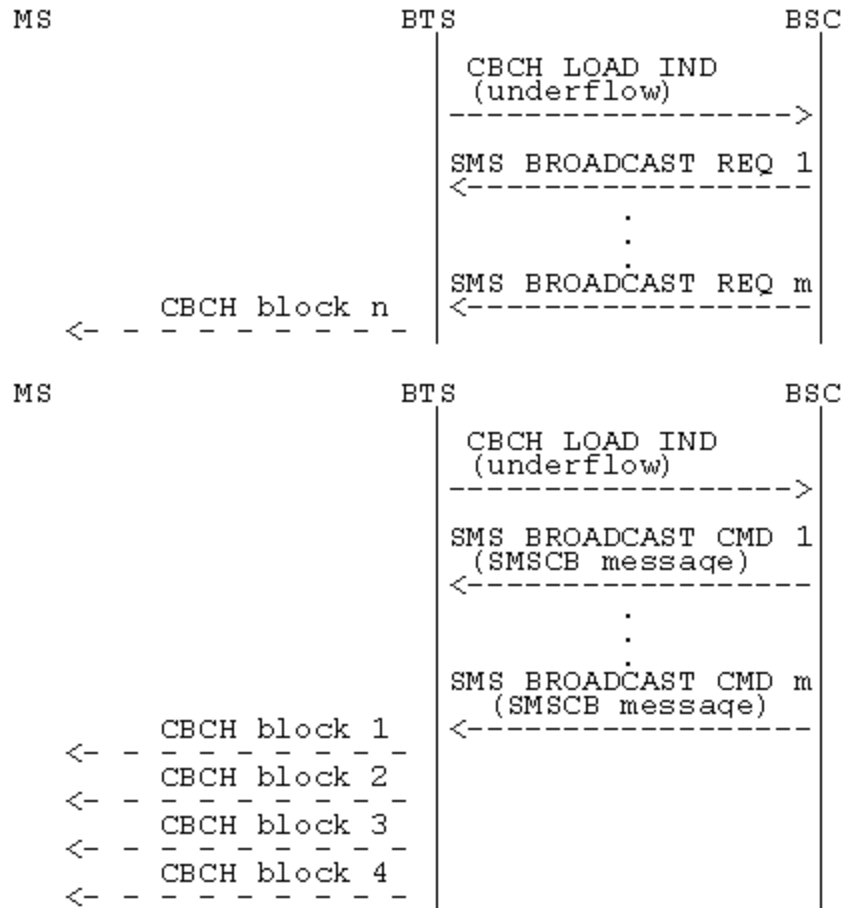 MS BTS BSC
CBCH LOAD IND
(underflow)
SMS BROADCAST REQ 1
.
.
.
SMS BROADCAST REQ m
CBCH block n
MS BTS BSC
CBCH LOAD IND
(underflow)
SMS BROADCAST CMD 1
(SMSCB message)
.
.
.
SMS BROADCAST CMD m
(SMSCB message)
CBCH block 1
CBCH block 2
CBCH block 3
CBCH block 4